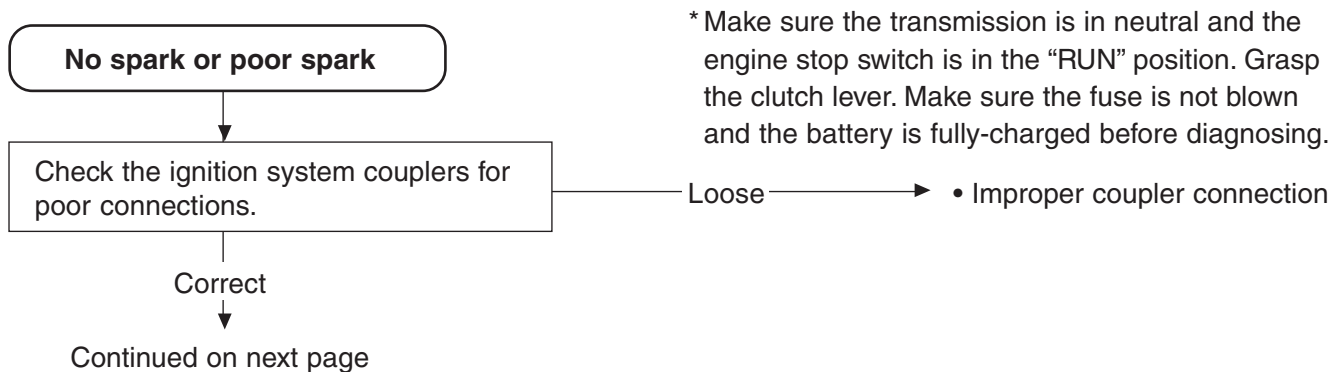 No spark or poor spark
* Make sure the transmission is in neutral and the
engine stop switch is in the “RUN” position. Grasp
the clutch lever. Make sure the fuse is not blown
and the battery is fully-charged before diagnosing.
Check the ignition system couplers for
poor connections.
Loose
• Improper coupler connection
Correct
Continued on next page